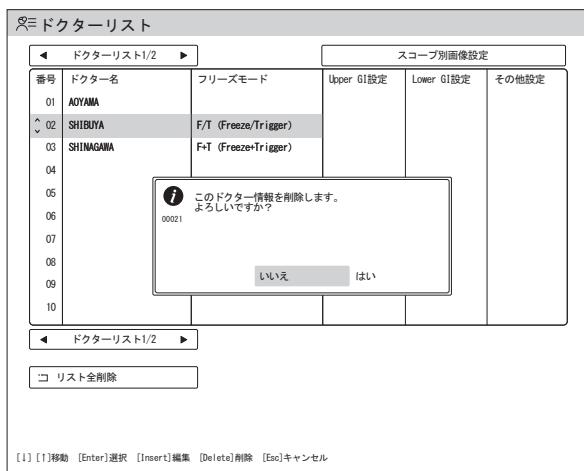 ドクターリスト
◀ ドクターリスト1/2 ▶
スコープ別画像設定
番号 ドクター名 フリーズモード Upper GI設定 Lower GI設定 その他設定
01 AOYAMA
02 SHIBUYA F/T (Freeze/Trigger)
03 SHINAGAWA F+T (Freeze+Trigger)
04
05
06
07
08
09
10
i
00021
このドクター情報を削除します。
よろしいですか？
いいえ はい
◀ ドクターリスト1/2 ▶
リスト全削除
[↓][↑]移動 [Enter]選択 [Insert]編集 [Delete]削除 [Esc]キャンセル